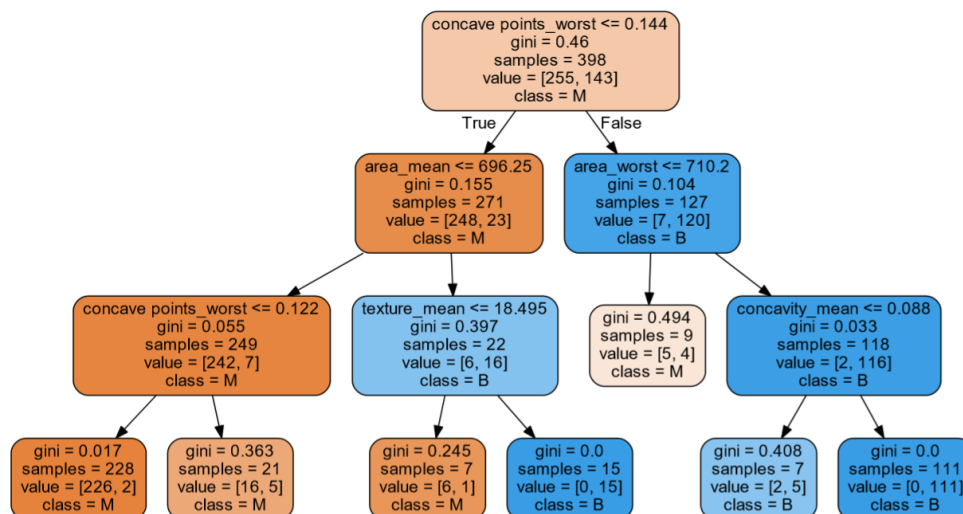 concave points_worst <= 0.144
gini = 0.46
samples = 398
value = [255, 143]
class = M
True
False
area_mean <= 696.25
gini = 0.155
samples = 271
value = [248, 23]
class = M
area_worst <= 710.2
gini = 0.104
samples = 127
value = [7, 120]
class = B
concave points_worst <= 0.122
gini = 0.055
samples = 249
value = [242, 7]
class = M
texture_mean <= 18.495
gini = 0.397
samples = 22
value = [6, 16]
class = B
gini = 0.494
samples = 9
value = [5, 4]
class = M
concavity_mean <= 0.088
gini = 0.033
samples = 118
value = [2, 116]
class = B
gini = 0.017
samples = 228
value = [226, 2]
class = M
gini = 0.363
samples = 21
value = [16, 5]
class = M
gini = 0.245
samples = 7
value = [6, 1]
class = M
gini = 0.0
samples = 15
value = [0, 15]
class = B
gini = 0.408
samples = 7
value = [2, 5]
class = B
gini = 0.0
samples = 111
value = [0, 111]
class = B